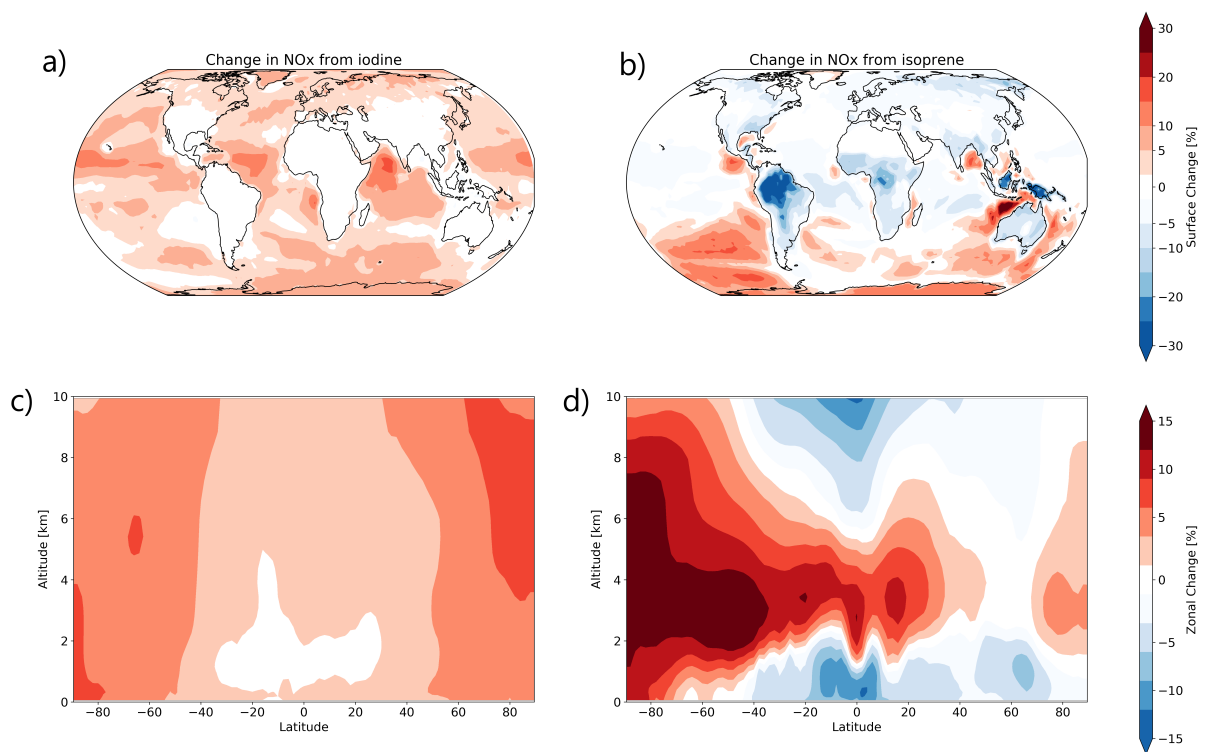 a)
Change in NOx from iodine
b)
Change in NOx from isoprene
30
20
10
5
0
−5
−10
−20
−30
Surface Change [%]
c)
10
8
6
4
2
0
Altitude [km]
−80 −60 −40 −20 0 20 40 60 80
Latitude
d)
10
8
6
4
2
0
Altitude [km]
−80 −60 −40 −20 0 20 40 60 80
Latitude
15
10
5
0
−5
−10
−15
Zonal Change [%]